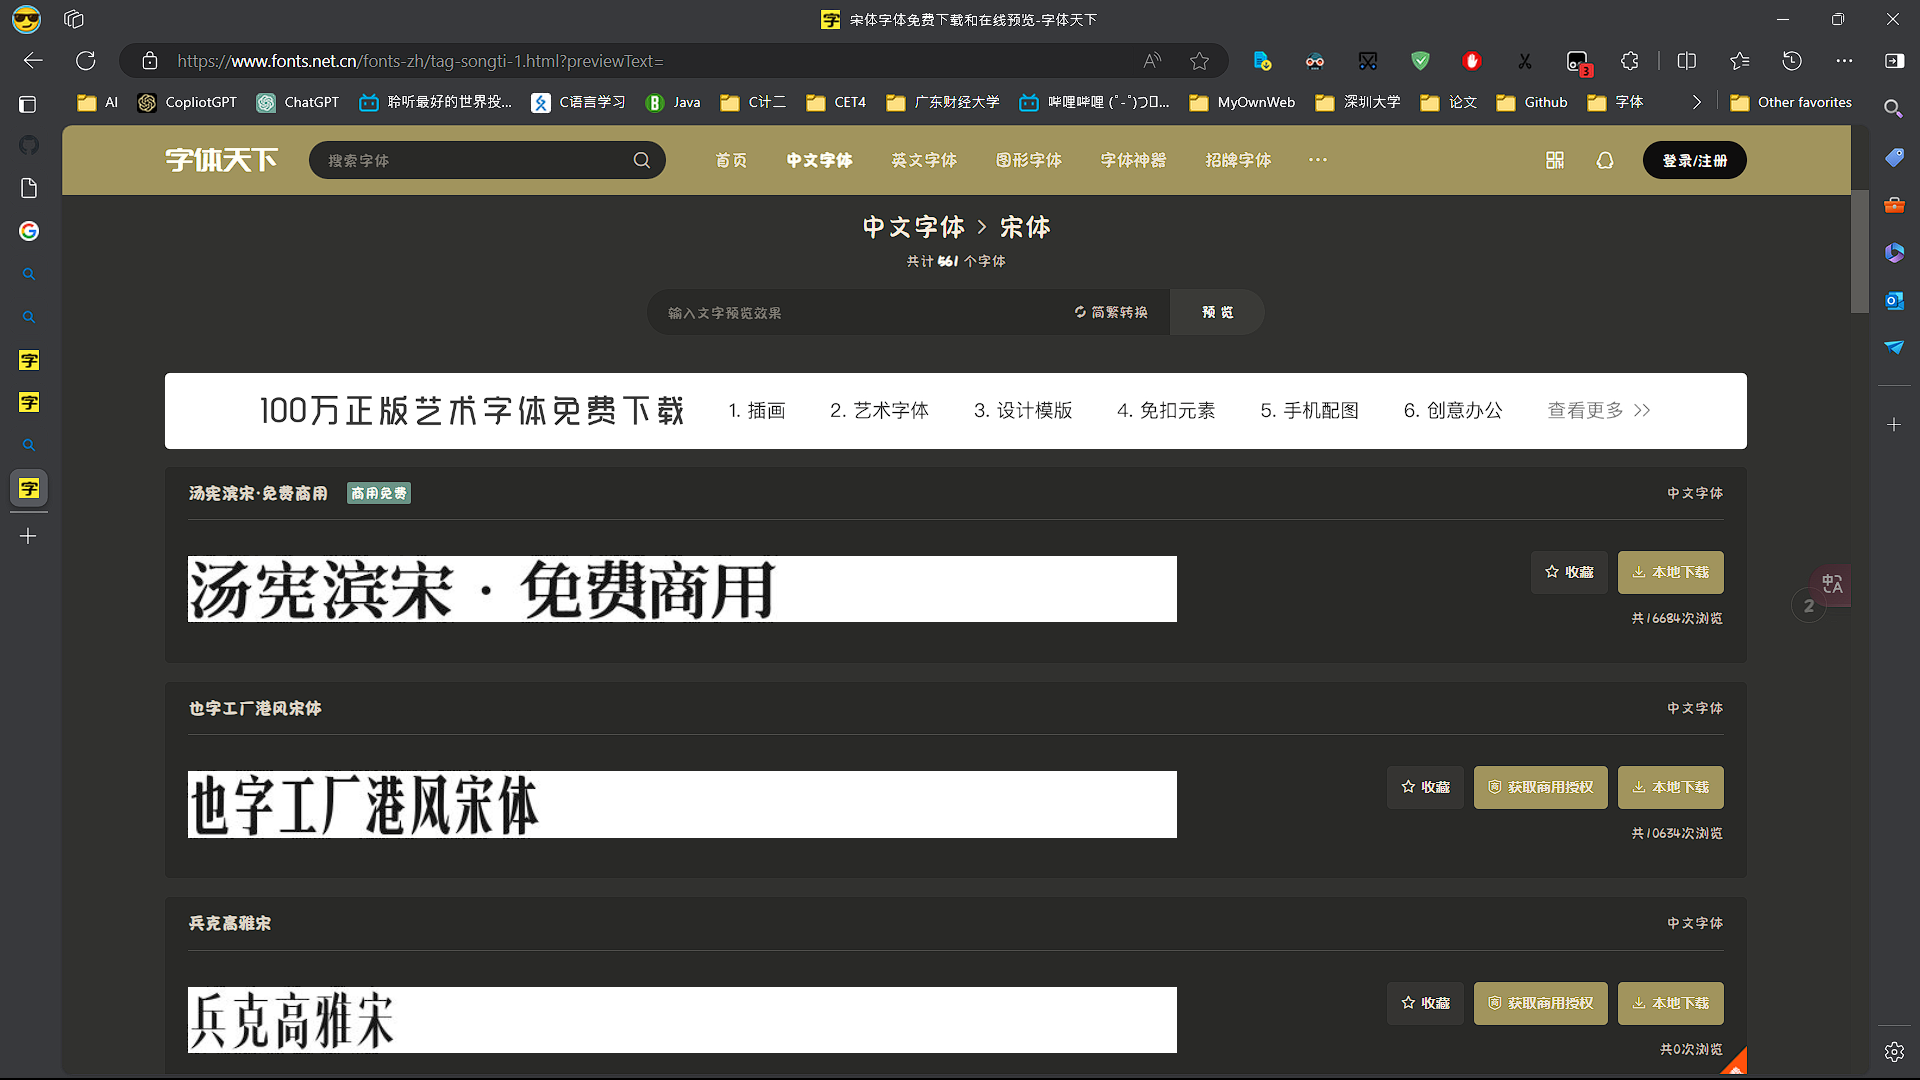 宋体字体免费下载和在线预览-字体天下
https://www.fonts.net.cn/fonts-zh/tag-songti-1.html?previewText=
AI CopliotGPT ChatGPT 聆听最好的世界投... C语言学习 Java C计二 CET4 广东财经大学 哔哩哔哩 MyOwnWeb 深圳大学 论文 Github 字体 Other favorites
字体天下 搜索字体 首页 中文字体 英文字体 图形字体 字体神器 招牌字体 ··· 登录/注册
中文字体 > 宋体
共计 561 个字体
输入文字预览效果 简繁转换 预 览
100万正版艺术字体免费下载 1. 插画 2. 艺术字体 3. 设计模版 4. 免扣元素 5. 手机配图 6. 创意办公 查看更多 >>
汤宪滨宋·免费商用 商用免费 中文字体
汤宪滨宋·免费商用 收藏 本地下载
共16684次浏览
中A
2
也字工厂港风宋体 中文字体
也字工厂港风宋体 收藏 获取商用授权 本地下载
共10634次浏览
兵克高雅宋 中文字体
兵克高雅宋 收藏 获取商用授权 本地下载
共0次浏览